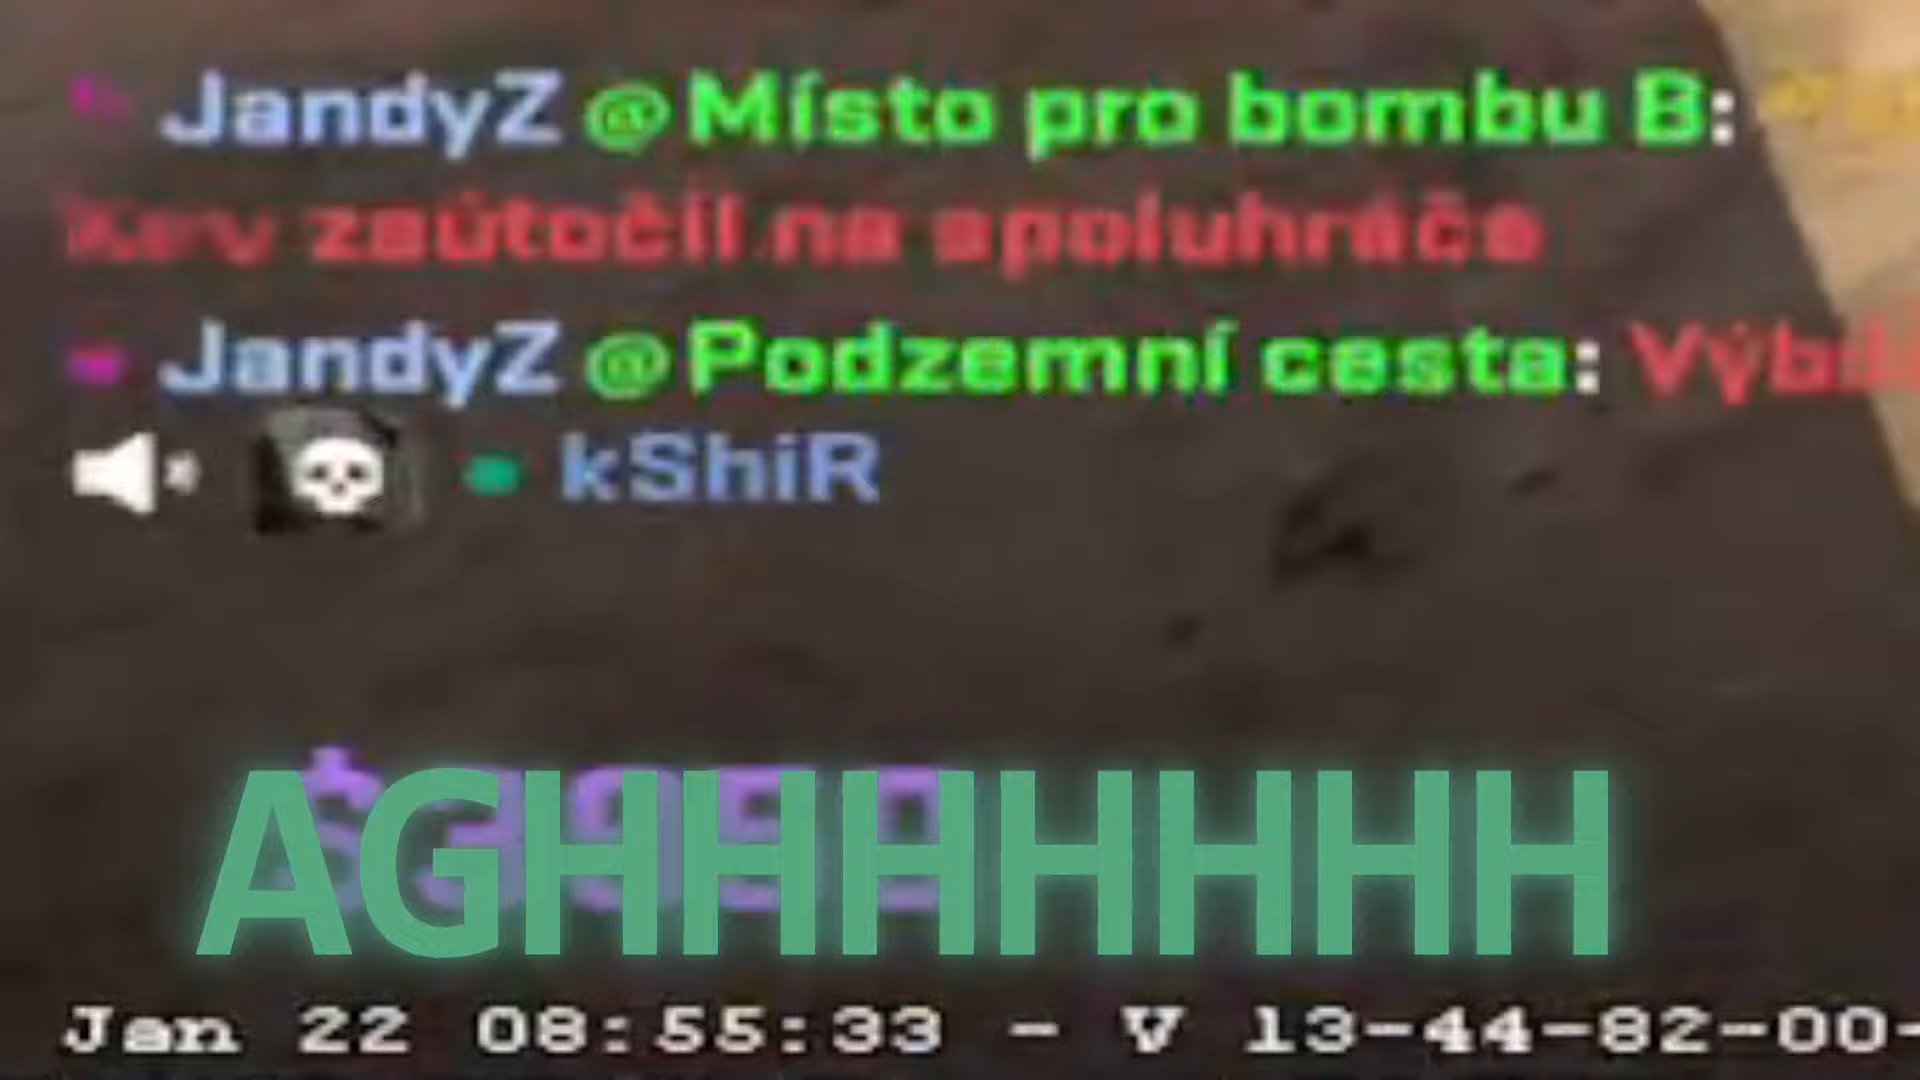 JandyZ @ Místo pro bombu B:
zaútočil na spoluhráče
JandyZ @ Podzemní cesta:
kShiR
AGHHHHHHH
Jan 22 08:55:33 - V 13-44-82-00-